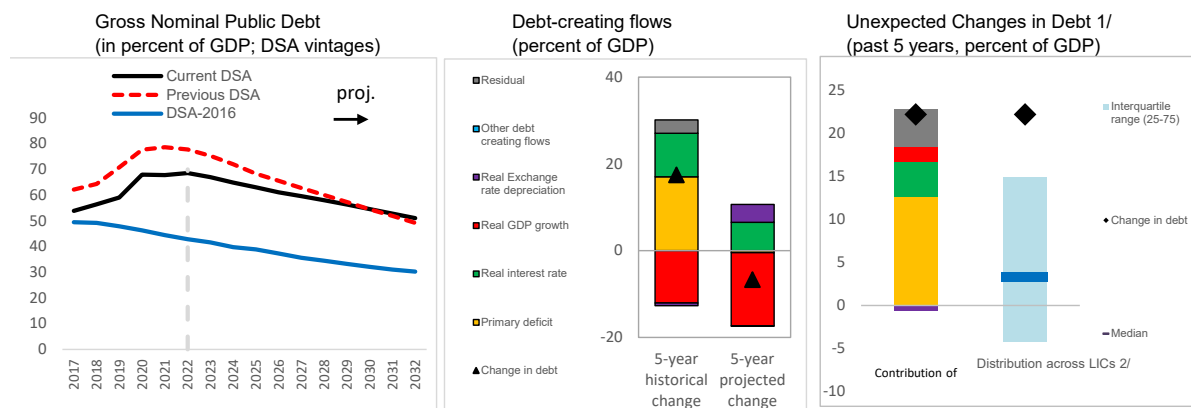 Gross Nominal Public Debt
(in percent of GDP; DSA vintages)
Current DSA
Previous DSA
DSA-2016
proj.
90
80
70
60
50
40
30
20
10
0
2017
2018
2019
2020
2021
2022
2023
2024
2025
2026
2027
2028
2029
2030
2031
2032
Debt-creating flows
(percent of GDP)
Residual
Other debt
creating flows
Real Exchange
rate depreciation
Real GDP growth
Real interest rate
Primary deficit
Change in debt
40
20
0
-20
5-year
historical
change
5-year
projected
change
Unexpected Changes in Debt 1/
(past 5 years, percent of GDP)
25
20
15
10
5
0
-5
-10
Interquartile
range (25-75)
Change in debt
Median
Contribution of
Distribution across LICs 2/